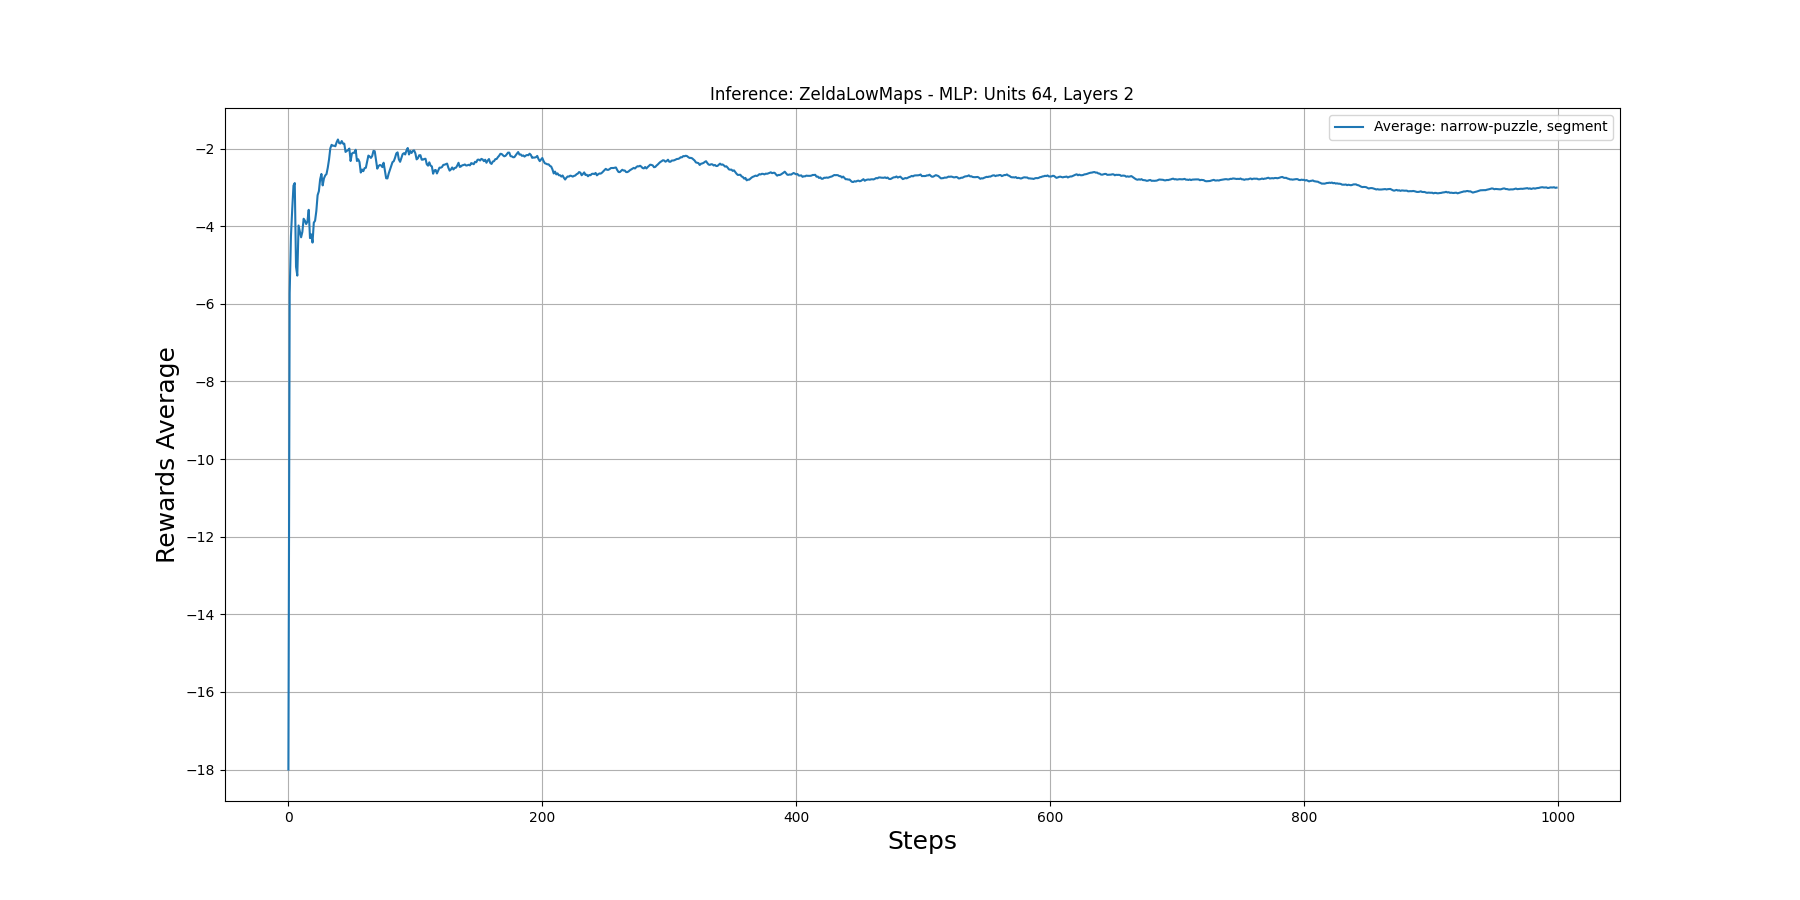 Inference: ZeldaLowMaps - MLP: Units 64, Layers 2
Average: narrow-puzzle, segment
Rewards Average
−2
−4
−6
−8
−10
−12
−14
−16
−18
0 200 400 600 800 1000
Steps